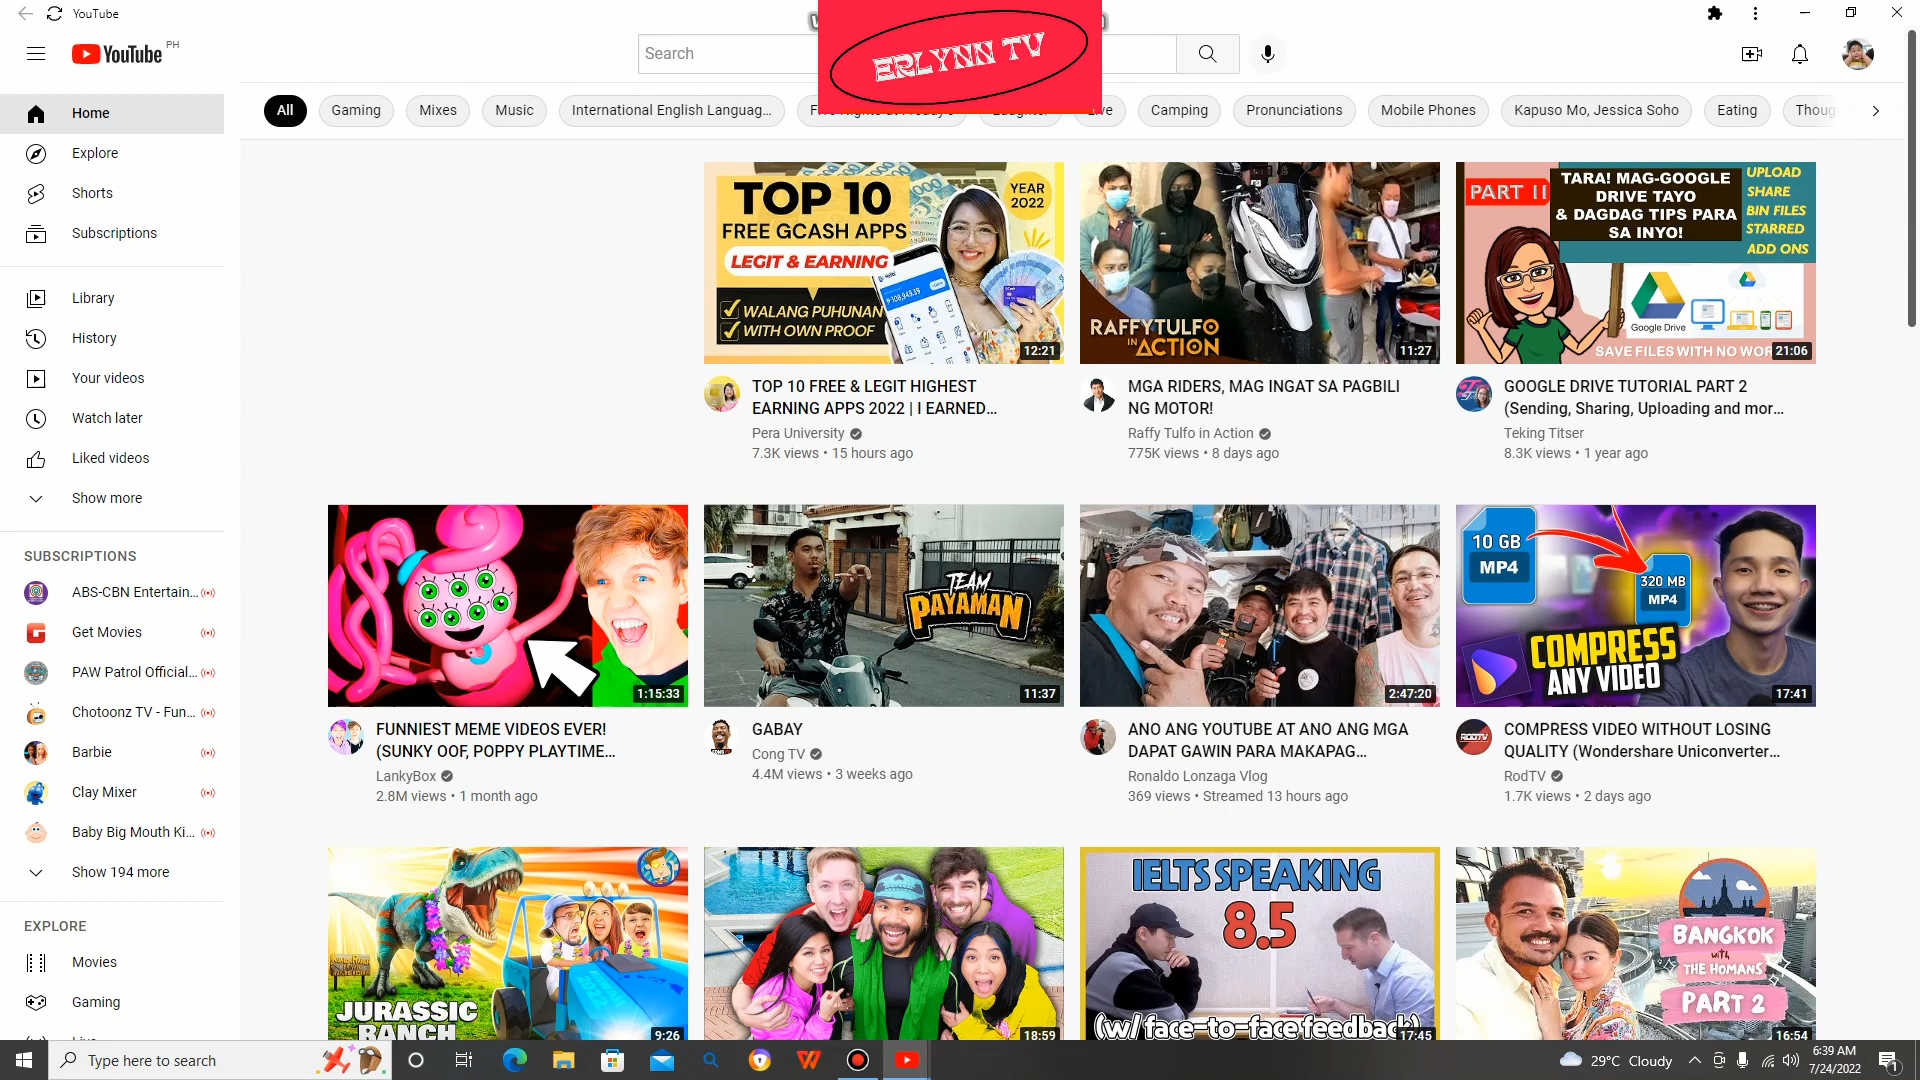 YouTube
YouTube PH
Search
ERLYNN TV
All
Gaming
Mixes
Music
International English Languag...
Live
Camping
Pronunciations
Mobile Phones
Kapuso Mo, Jessica Soho
Eating
Thoug
Home
Explore
Shorts
Subscriptions
Library
History
Your videos
Watch later
Liked videos
Show more
SUBSCRIPTIONS
ABS-CBN Entertain...
Get Movies
PAW Patrol Official...
Chotoonz TV - Fun...
Barbie
Clay Mixer
Baby Big Mouth Ki...
Show 194 more
EXPLORE
Movies
Gaming
TOP 10
FREE GCASH APPS
LEGIT & EARNING
WALANG PUHUNAN
WITH OWN PROOF
YEAR
2022
12:21
TOP 10 FREE & LEGIT HIGHEST
EARNING APPS 2022 | I EARNED...
Pera University
7.3K views • 15 hours ago
RAFFY TULFO
IN ACTION
11:27
MGA RIDERS, MAG INGAT SA PAGBILI
NG MOTOR!
Raffy Tulfo in Action
775K views • 8 days ago
PART II
TARA! MAG-GOOGLE
DRIVE TAYO
& DAGDAG TIPS PARA
SA INYO!
UPLOAD
SHARE
BIN FILES
STARRED
ADD ONS
Google Drive
SAVE FILES WITH NO WOR
21:06
GOOGLE DRIVE TUTORIAL PART 2
(Sending, Sharing, Uploading and mor...
Teking Titser
8.3K views • 1 year ago
1:15:33
FUNNIEST MEME VIDEOS EVER!
(SUNKY OOF, POPPY PLAYTIME...
LankyBox
2.8M views • 1 month ago
TEAM
PAYAMAN
11:37
GABAY
Cong TV
4.4M views • 3 weeks ago
2:47:20
ANO ANG YOUTUBE AT ANO ANG MGA
DAPAT GAWIN PARA MAKAPAG...
Ronaldo Lonzaga Vlog
369 views • Streamed 13 hours ago
10 GB
MP4
320 MB
MP4
COMPRESS
ANY VIDEO
17:41
COMPRESS VIDEO WITHOUT LOSING
QUALITY (Wondershare Uniconverter...
RodTV
1.7K views • 2 days ago
JURASSIC
RANCH
9:26
18:59
IELTS SPEAKING
8.5
(w/ face-to-face feedback)
17:45
BANGKOK
with
THE HOMANS
PART 2
16:54
Type here to search
29°C Cloudy
6:39 AM
7/24/2022
1